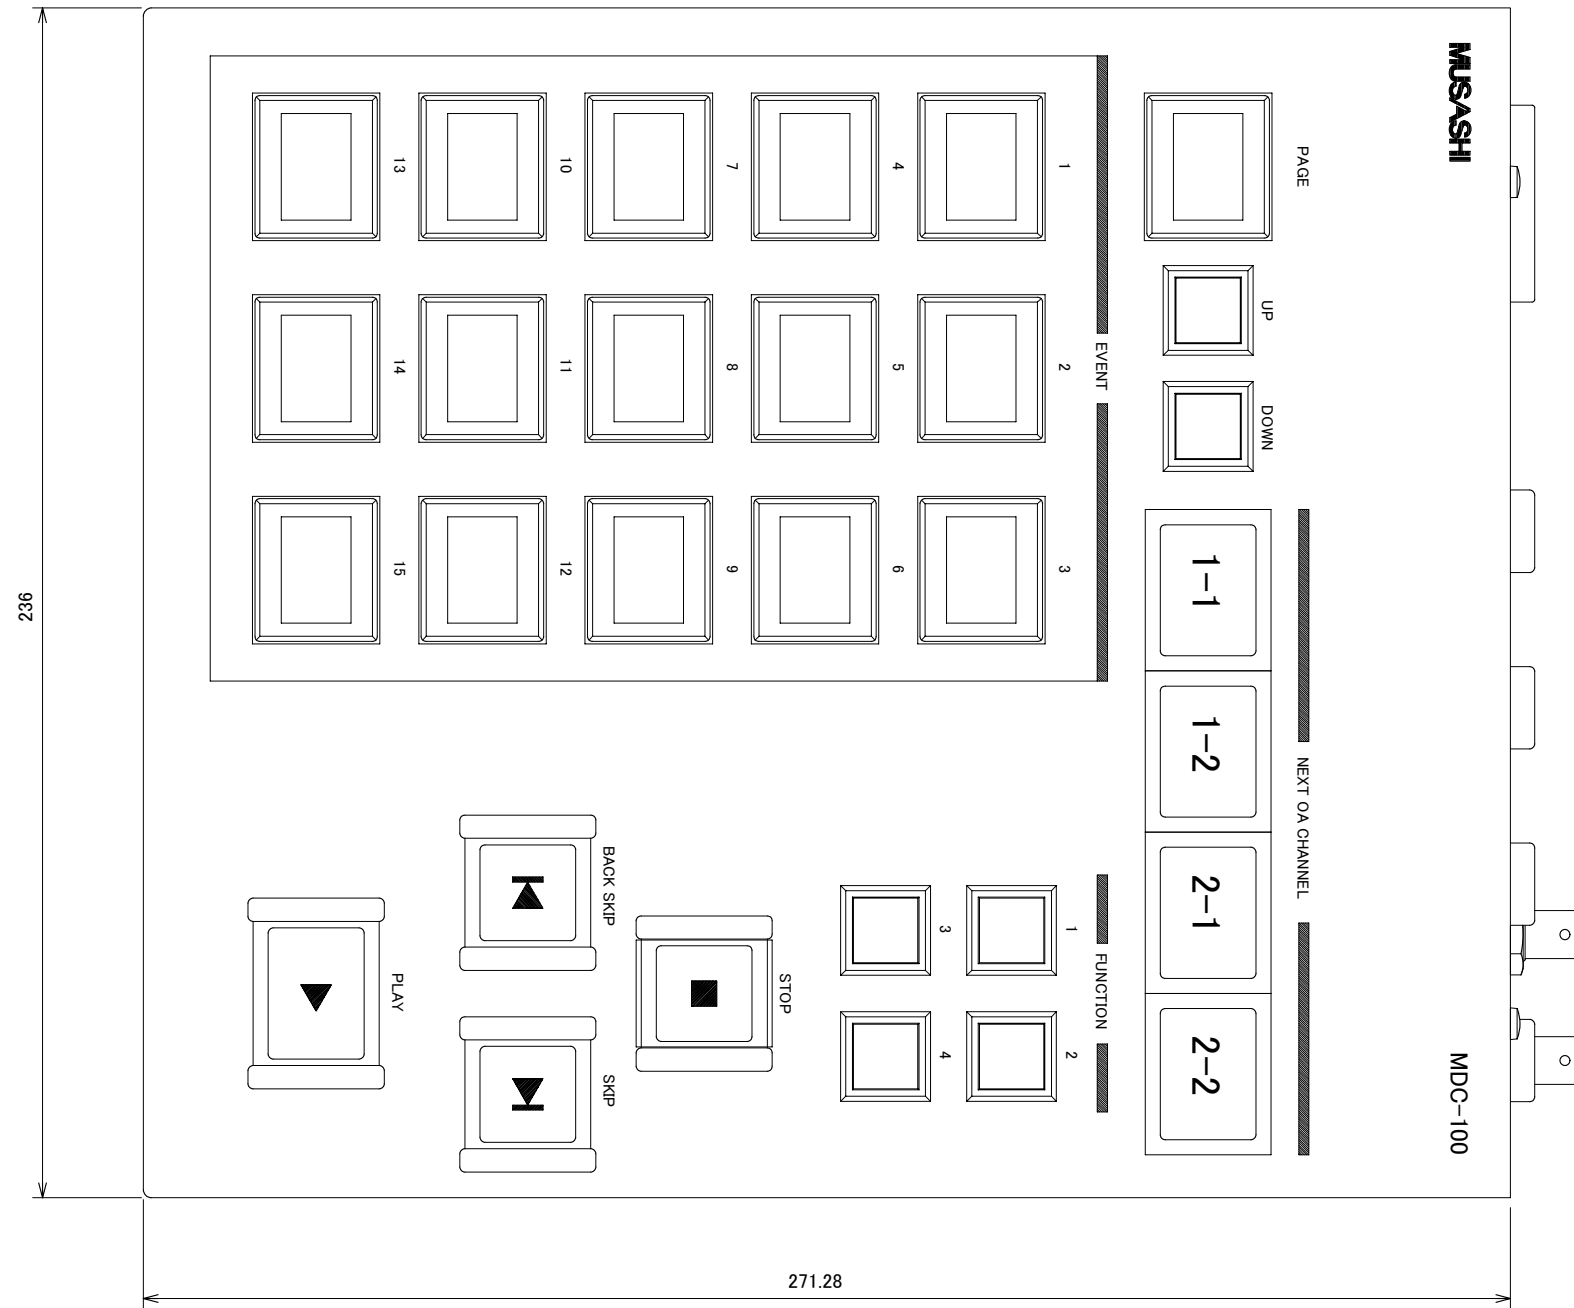 MUSASHI
MDC-100
PAGE
UP
DOWN
NEXT OA CHANNEL
1-1
1-2
2-1
2-2
EVENT
1
2
3
4
5
6
7
8
9
10
11
12
13
14
15
FUNCTION
1
2
3
4
STOP
BACK SKIP
SKIP
PLAY
236
271.28